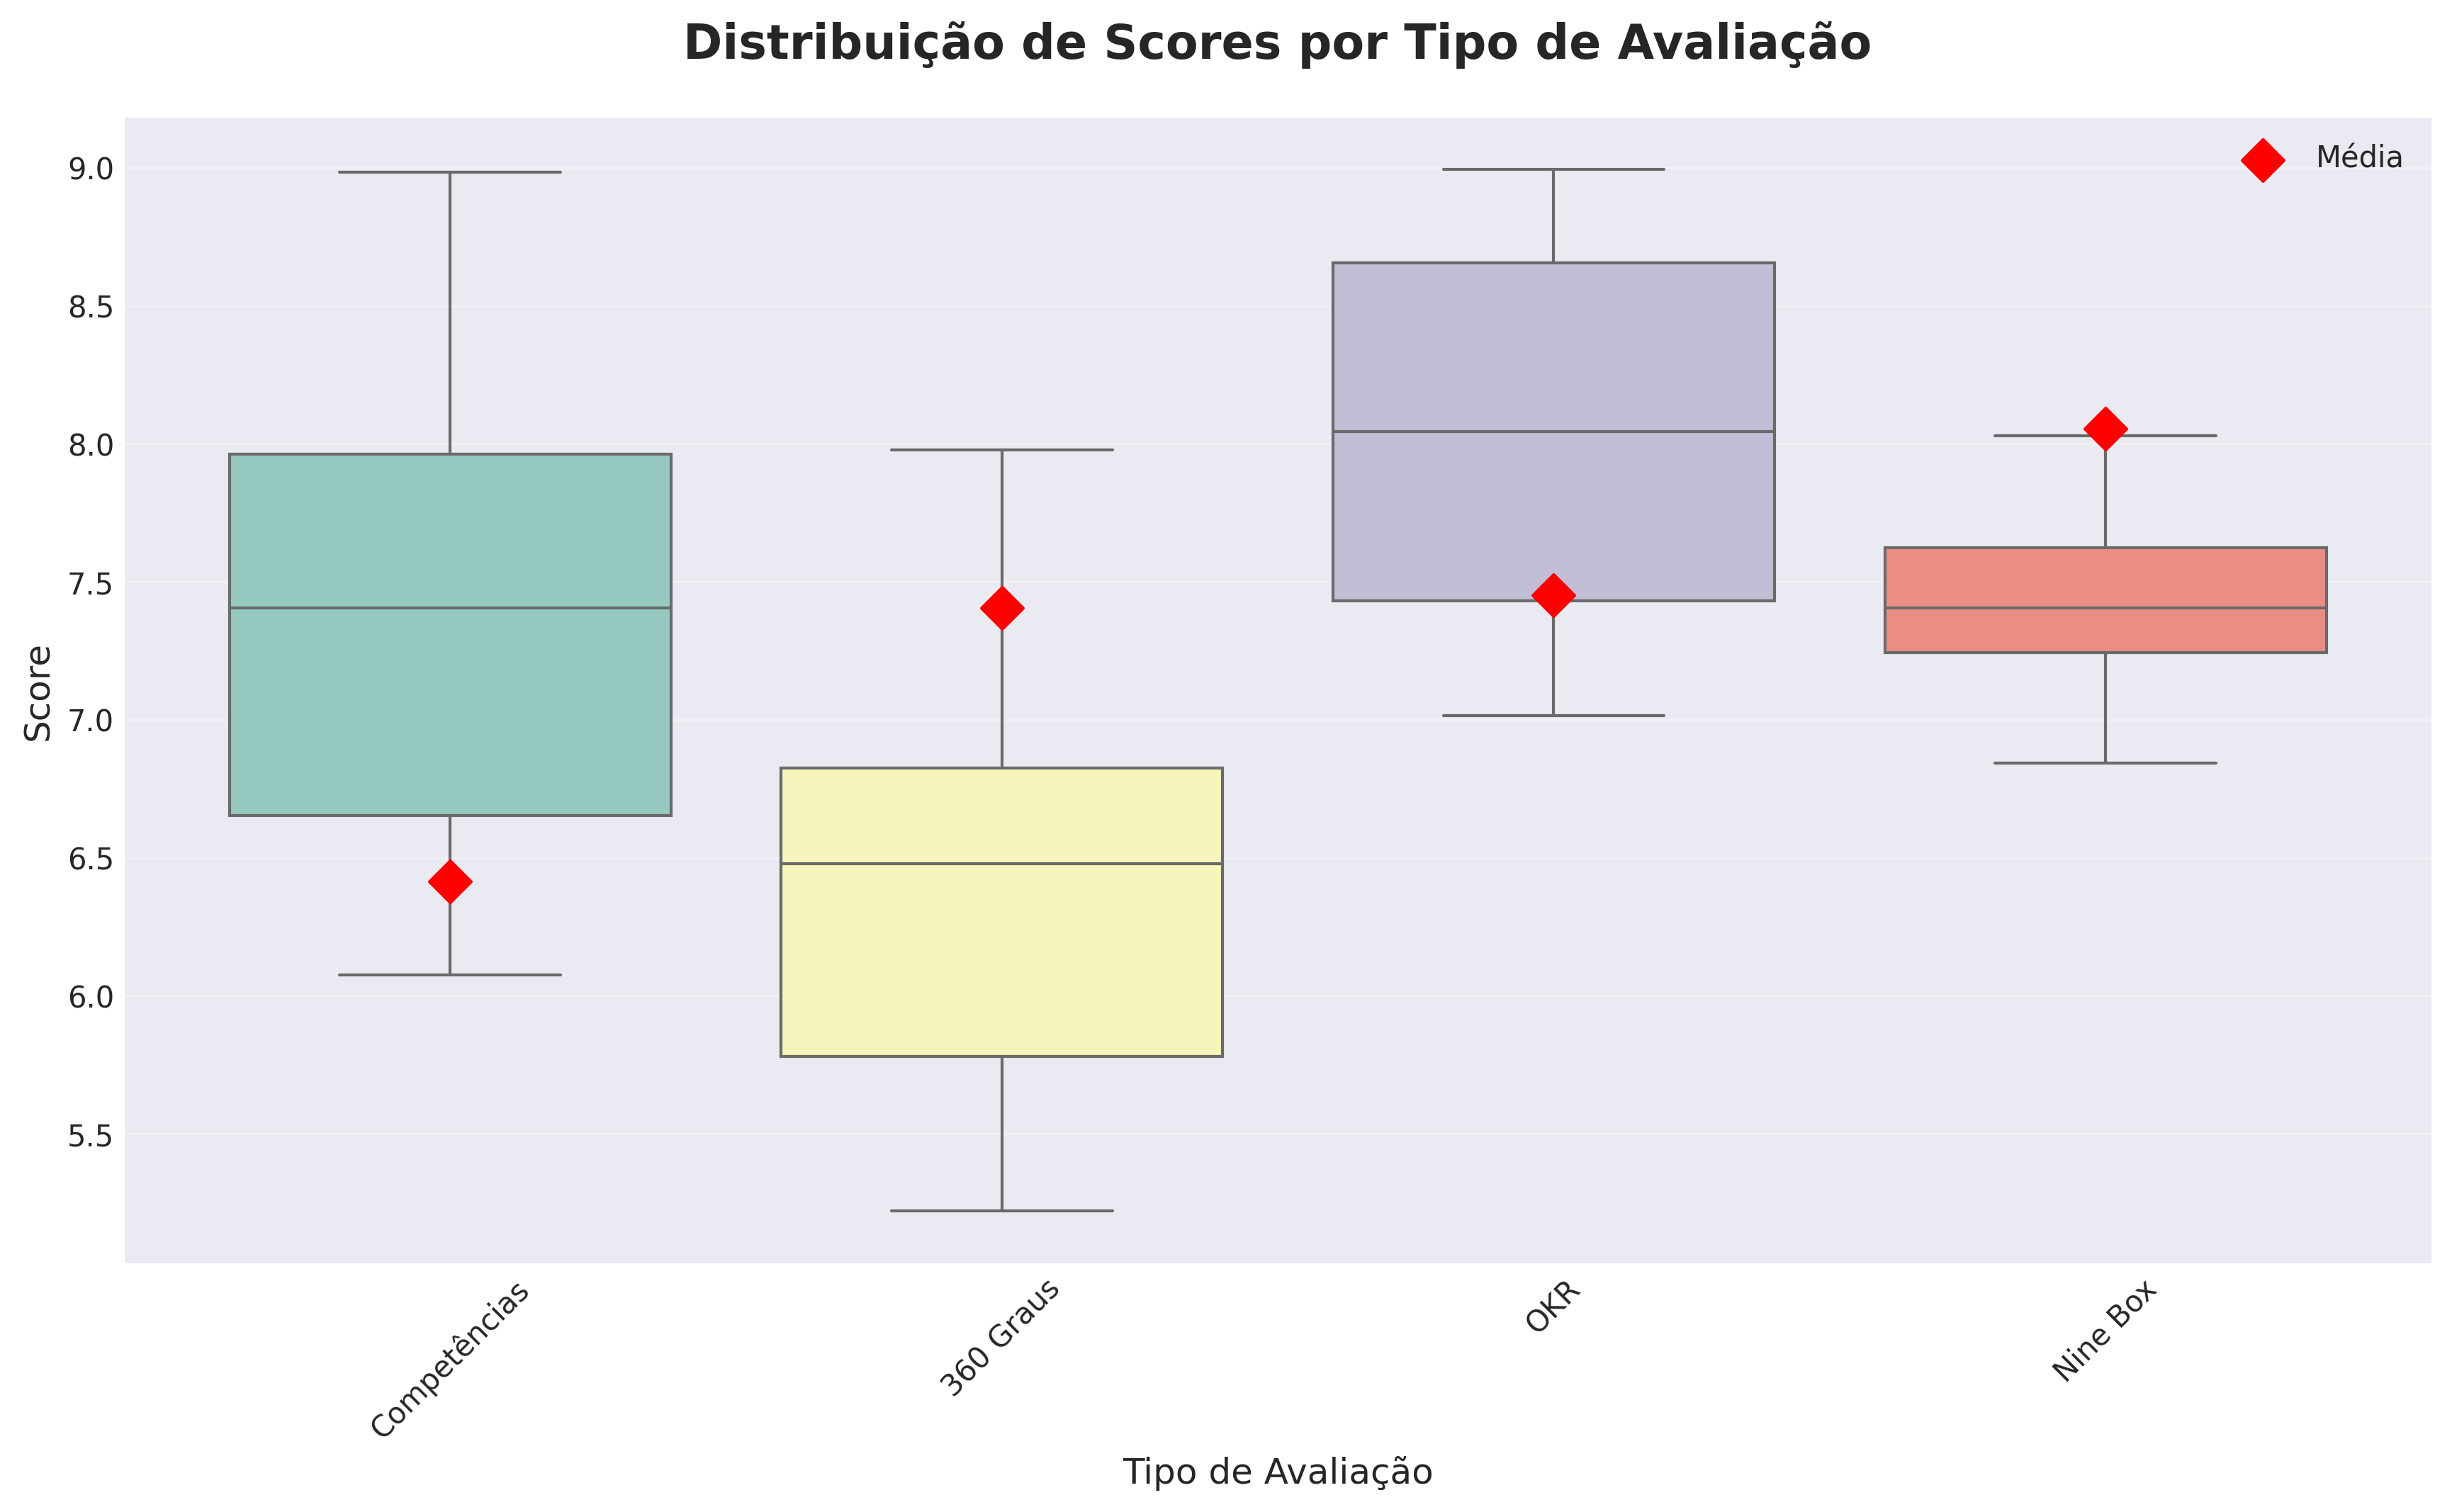 Distribuição de Scores por Tipo de Avaliação
Média
9.0
8.5
8.0
7.5
7.0
6.5
6.0
5.5
Score
Competências
360 Graus
OKR
Nine Box
Tipo de Avaliação